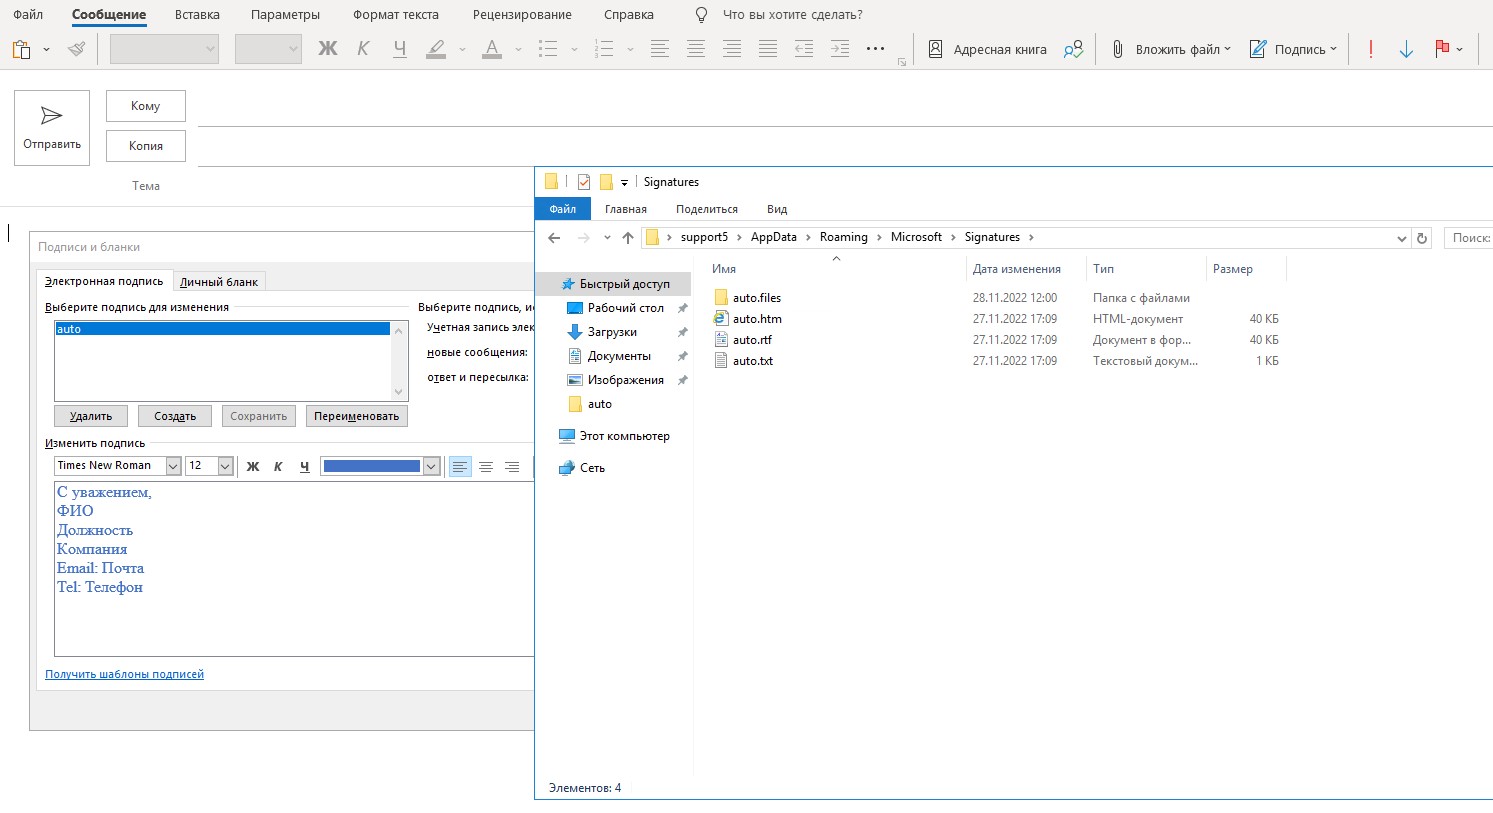 Файл Сообщение Вставка Параметры Формат текста Рецензирование Справка Что вы хотите сделать?
Ж К Ч А Адресная книга Вложить файл Подпись
Отправить
Кому
Копия
Тема
Подписи и бланки
Электронная подпись Личный бланк
Выберите подпись для изменения Выберите подпись, ис
auto
Учетная запись элек
новые сообщения:
ответ и пересылка:
Удалить Создать Сохранить Переименовать
Изменить подпись
Times New Roman 12 Ж К Ч
С уважением,
ФИО
Должность
Компания
Email: Почта
Tel: Телефон
Получить шаблоны подписей
Signatures
Файл Главная Поделиться Вид
support5 AppData Roaming Microsoft Signatures Поиск:
Быстрый доступ
Рабочий стол
Загрузки
Документы
Изображения
auto
Этот компьютер
Сеть
Имя Дата изменения Тип Размер
auto.files 28.11.2022 12:00 Папка с файлами
auto.htm 27.11.2022 17:09 HTML-документ 40 КБ
auto.rtf 27.11.2022 17:09 Документ в фор... 40 КБ
auto.txt 27.11.2022 17:09 Текстовый докум... 1 КБ
Элементов: 4